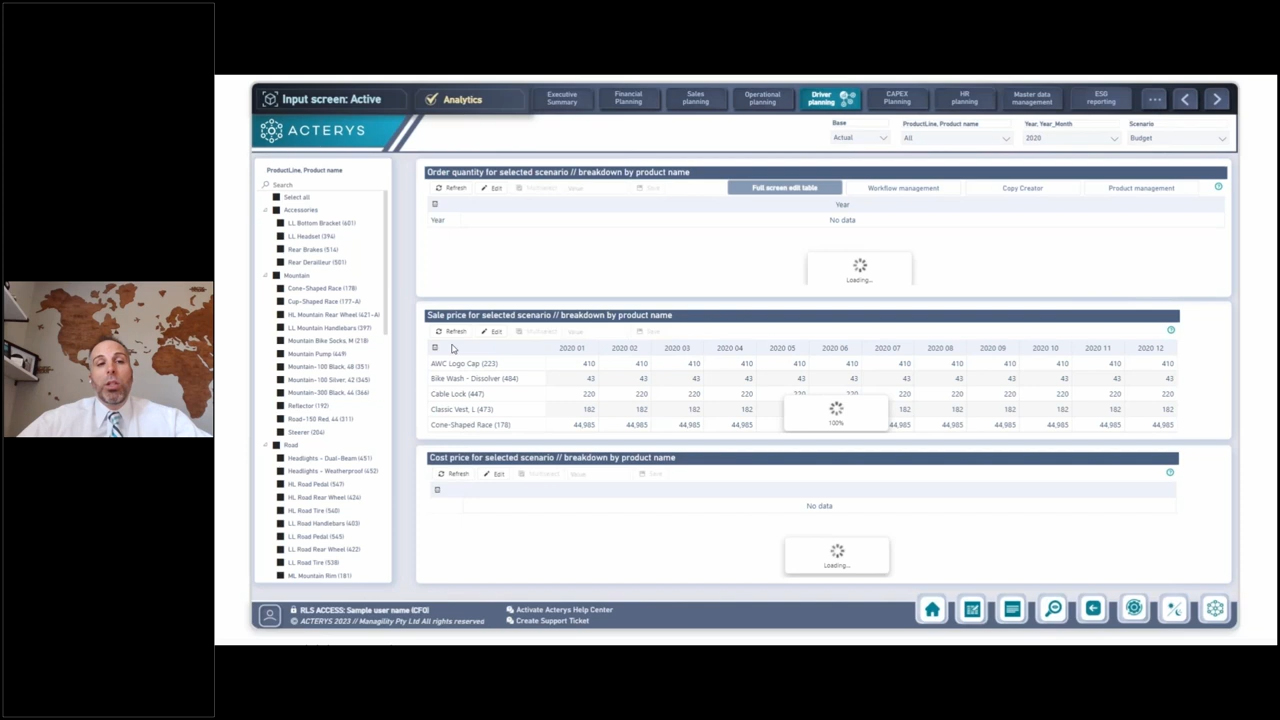 Input screen: Active
Analytics
Executive Summary
Financial Planning
Sales planning
Operational planning
Driver planning
CAPEX Planning
HR planning
Master data management
ESG reporting
ACTERYS
Base
Actual
ProductLine, Product name
All
Year, Year_Month
2020
Scenario
Budget
ProductLine, Product name
Search
Select all
Accessories
LL Bottom Bracket (601)
LL Headset (394)
Rear Brakes (514)
Rear Derailleur (501)
Mountain
Cone-Shaped Race (178)
Cup-Shaped Race (177-A)
HL Mountain Rear Wheel (421-A)
LL Mountain Handlebars (397)
Mountain Bike Socks, M (218)
Mountain Pump (449)
Mountain-100 Black, 48 (351)
Mountain-100 Silver, 42 (345)
Mountain-300 Black, 44 (366)
Reflector (192)
Road-150 Red, 44 (311)
Steerer (204)
Road
Headlights - Dual-Beam (451)
Headlights - Weatherproof (452)
HL Road Pedal (547)
HL Road Rear Wheel (424)
HL Road Tire (540)
LL Road Handlebars (403)
LL Road Pedal (545)
LL Road Rear Wheel (422)
LL Road Tire (538)
ML Mountain Rim (181)
Order quantity for selected scenario // breakdown by product name
Refresh Edit Multiselect Value Save
Full screen edit table Workflow management Copy Creator Product management
Year
Year No data
Loading...
Sale price for selected scenario // breakdown by product name
Refresh Edit Multiselect Value Save
2020 01 2020 02 2020 03 2020 04 2020 05 2020 06 2020 07 2020 08 2020 09 2020 10 2020 11 2020 12
AWC Logo Cap (223) 410 410 410 410 410 410 410 410 410 410 410 410
Bike Wash - Dissolver (484) 43 43 43 43 43 43 43 43 43 43 43 43
Cable Lock (447) 220 220 220 220 220 220 220 220 220 220 220 220
Classic Vest, L (473) 182 182 182 182 182 182 182 182 182 182
Cone-Shaped Race (178) 44,985 44,985 44,985 44,985 44,985 44,985 44,985 44,985 44,985 44,985
100%
Cost price for selected scenario // breakdown by product name
Refresh Edit Multiselect Value Save
No data
Loading...
RLS ACCESS: Sample user name (CFO)
© ACTERYS 2023 // Managility Pty Ltd All rights reserved
Activate Acterys Help Center
Create Support Ticket